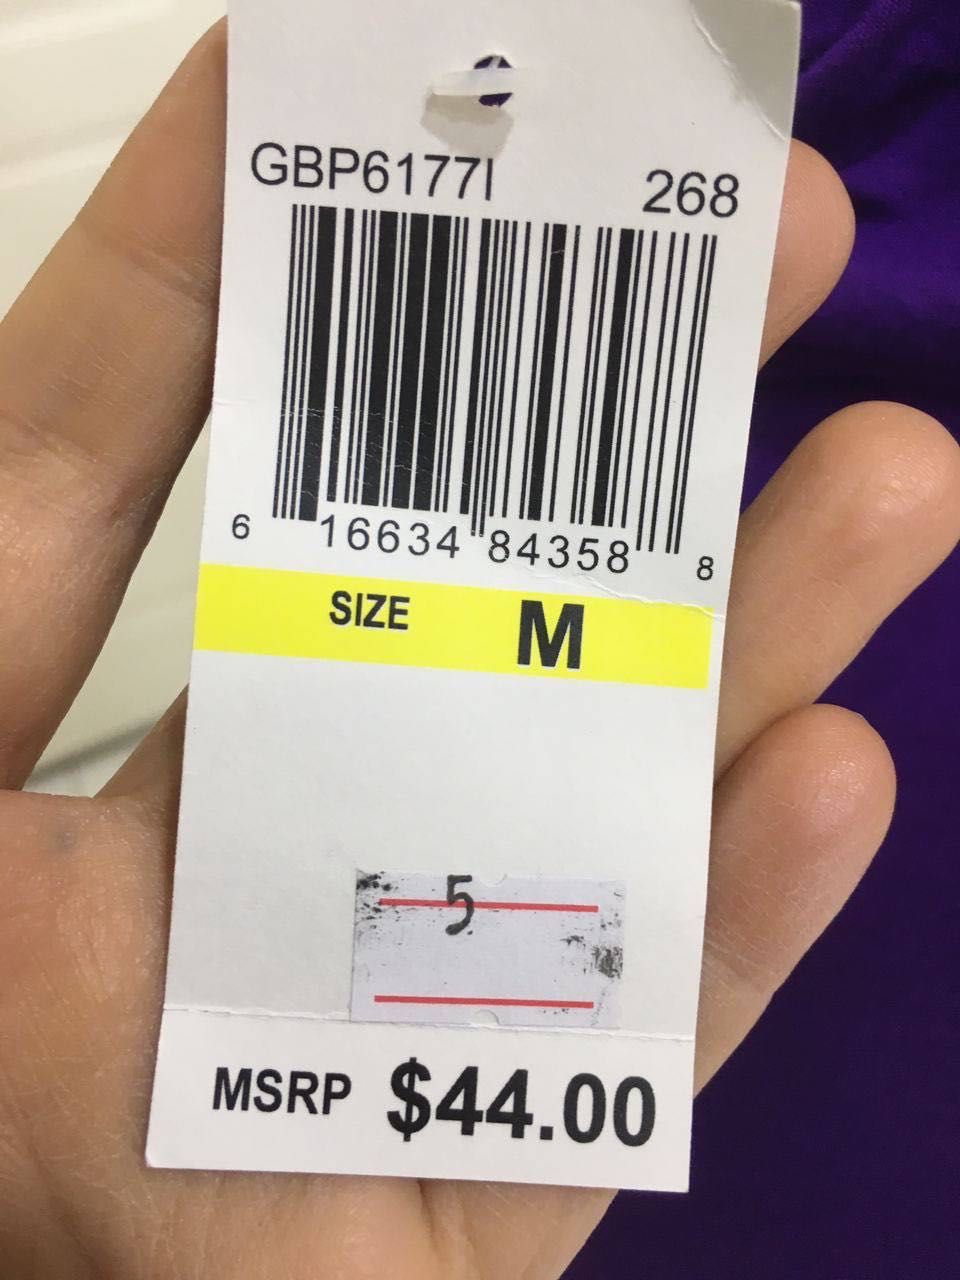 GBP6177I 268
6 16634 84358 8
SIZE M
5
MSRP $44.00